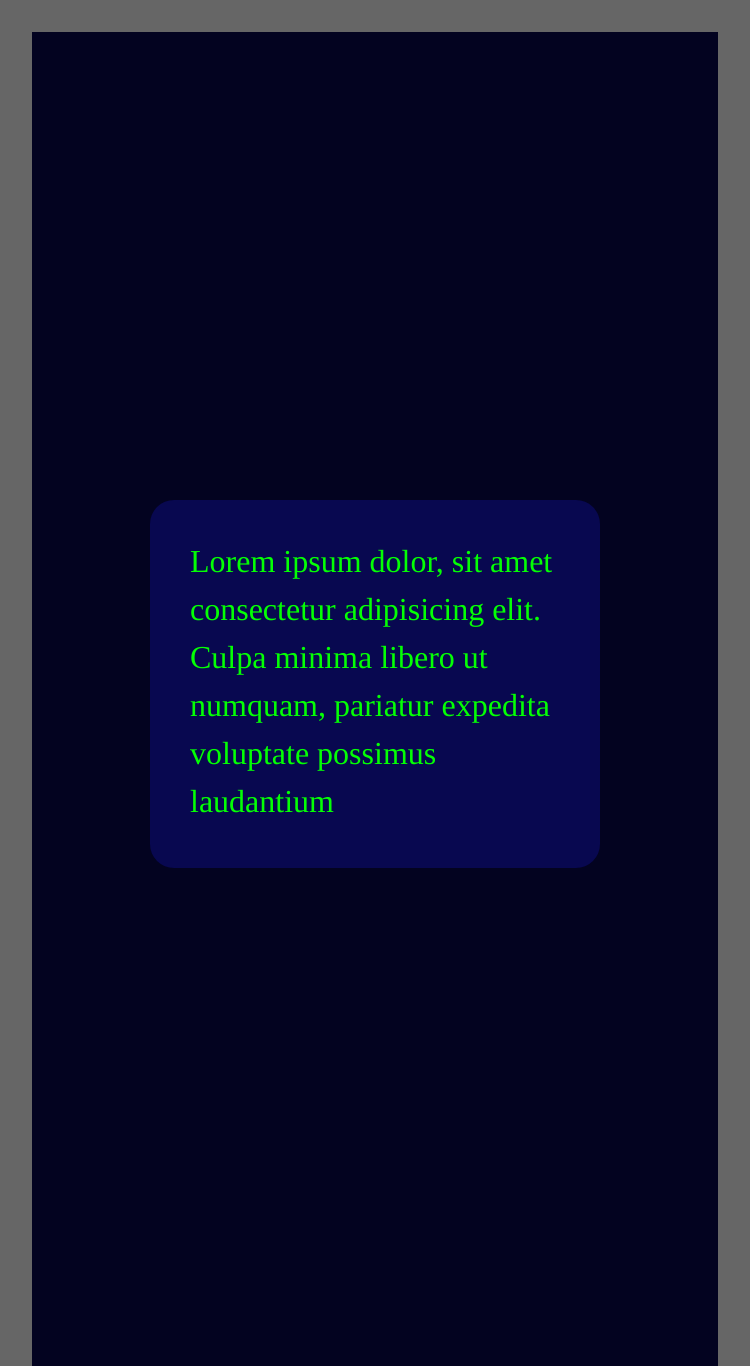 Lorem ipsum dolor, sit amet
consectetur adipisicing elit.
Culpa minima libero ut
numquam, pariatur expedita
voluptate possimus
laudantium